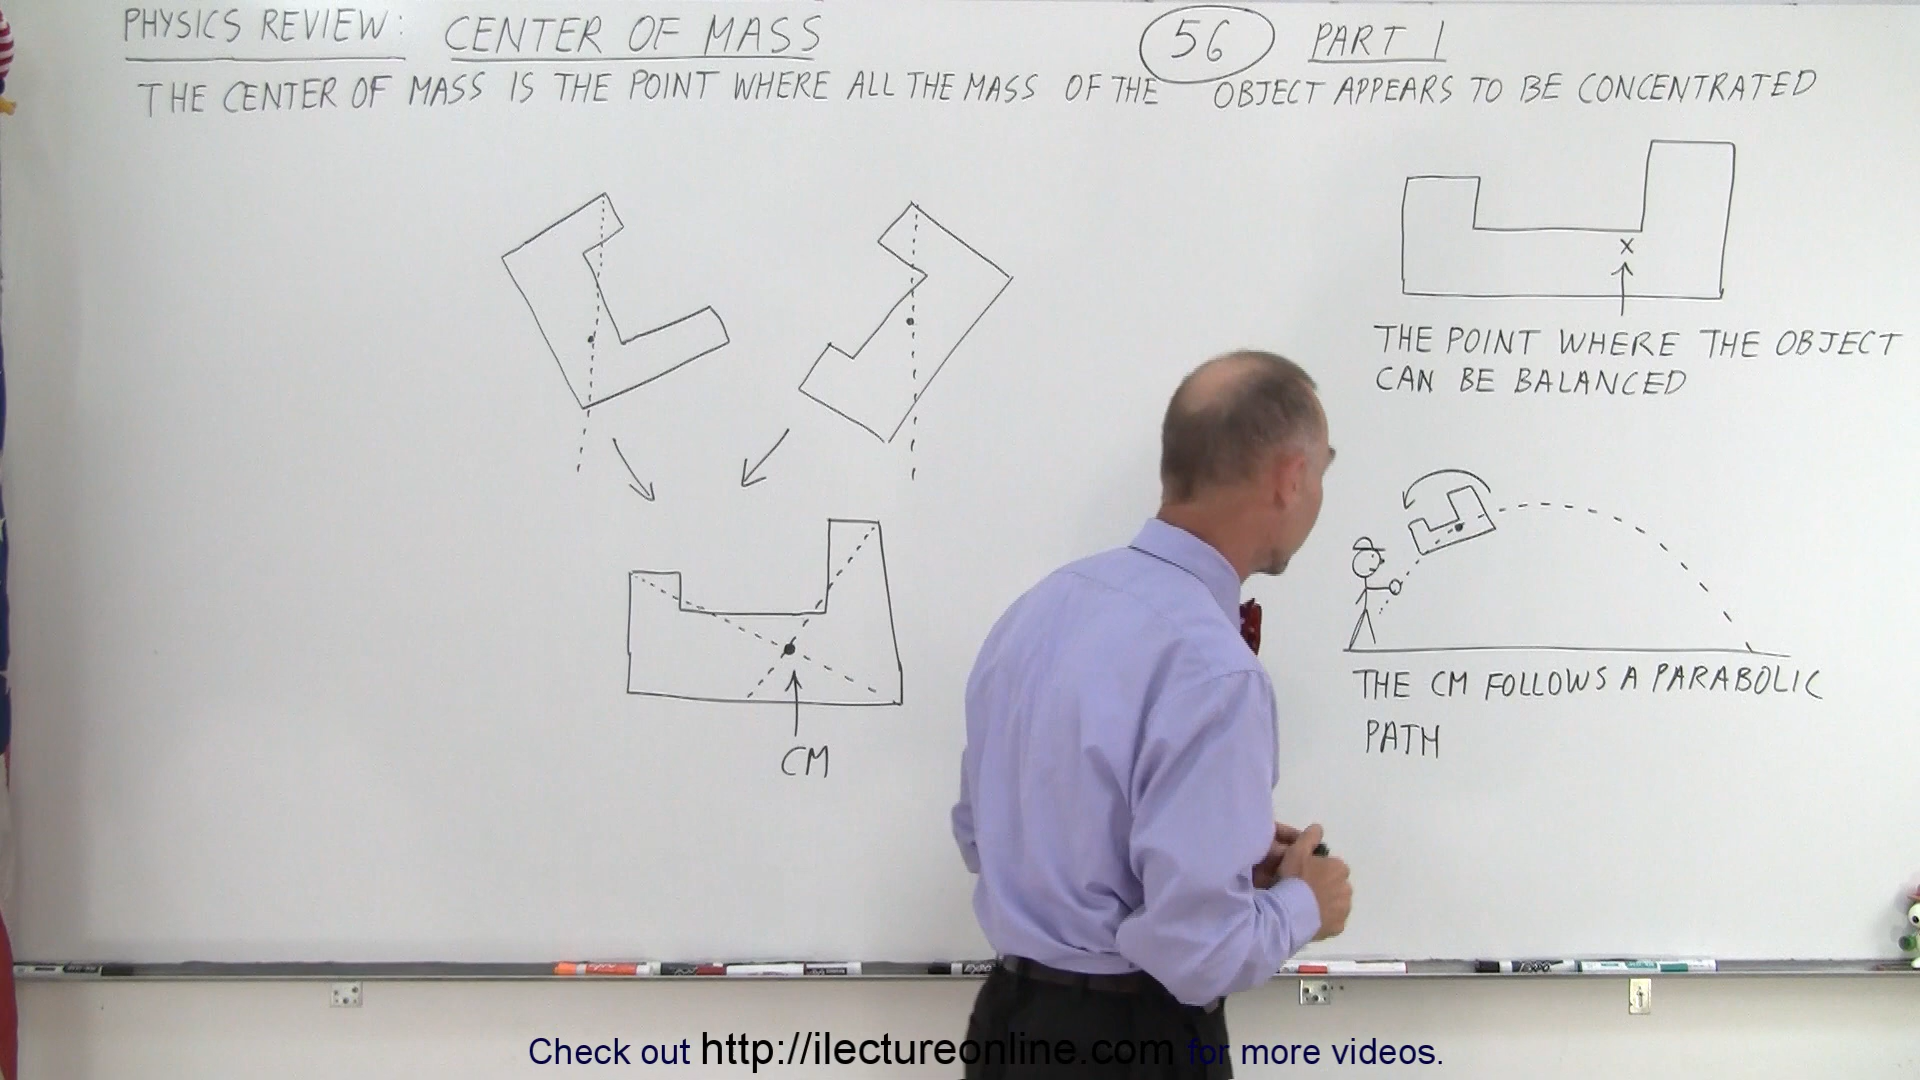 PHYSICS REVIEW: CENTER OF MASS 56 PART 1
THE CENTER OF MASS IS THE POINT WHERE ALL THE MASS OF THE OBJECT APPEARS TO BE CONCENTRATED
X
THE POINT WHERE THE OBJECT
CAN BE BALANCED
CM
THE CM FOLLOWS A PARABOLIC
PATH
EXPO
EXPO
Check out http://ilectureonline.com for more videos.